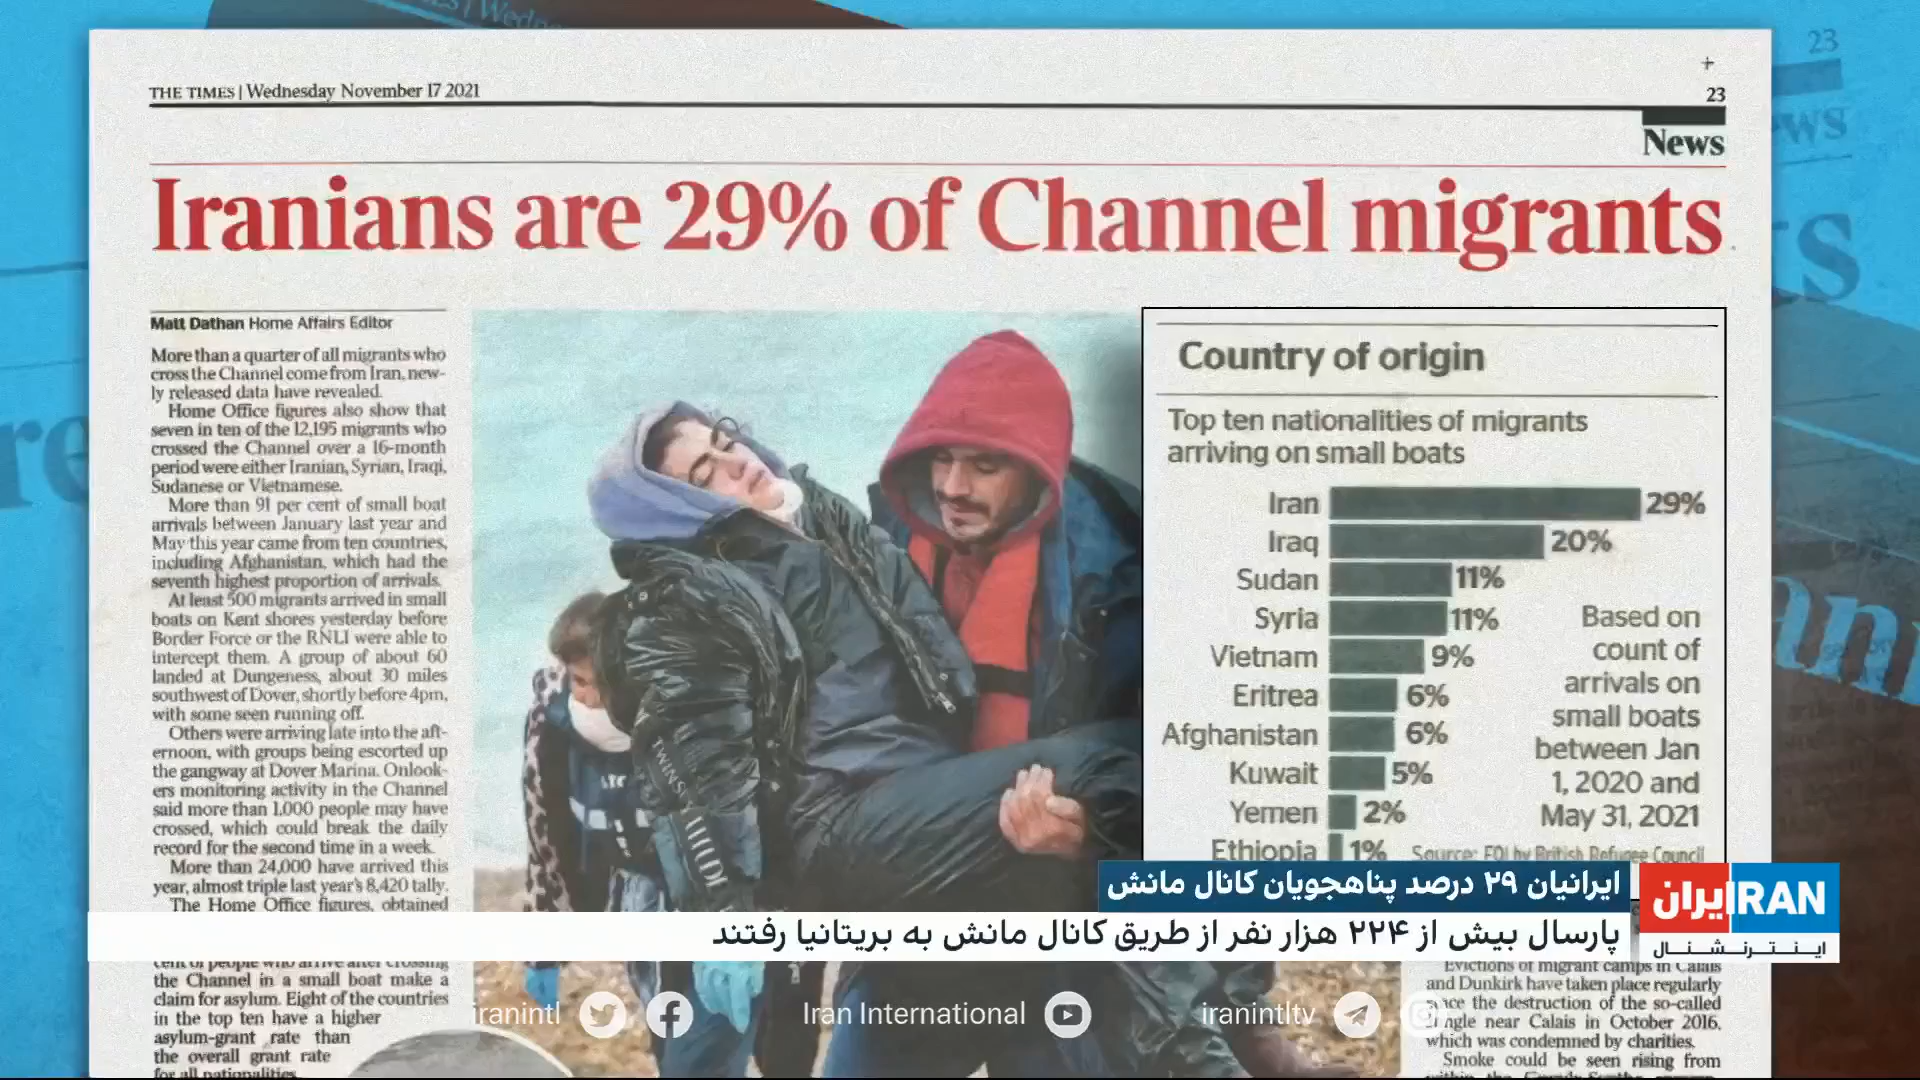 THE TIMES | Wednesday November 17 2021
23
News
Iranians are 29% of Channel migrants
Matt Dathan Home Affairs Editor
More than a quarter of all migrants who
cross the Channel come from Iran, new-
ly released data have revealed.
Home Office figures also show that
seven in ten of the 12,195 migrants who
crossed the Channel over a 16-month
period were either Iranian, Syrian, Iraqi,
Sudanese or Vietnamese.
More than 91 per cent of small boat
arrivals between January last year and
May this year came from ten countries,
including Afghanistan, which had the
seventh highest proportion of arrivals.
At least 500 migrants arrived in small
boats on Kent shores yesterday before
Border Force or the RNLI were able to
intercept them. A group of about 60
landed at Dungeness, about 30 miles
southwest of Dover, shortly before 4pm,
with some seen running off.
Others were arriving late into the aft-
ernoon, with groups being escorted up
the gangway at Dover Marina. Onlook-
ers monitoring activity in the Channel
said more than 1,000 people may have
crossed, which could break the daily
record for the second time in a week.
More than 24,000 have arrived this
year, almost triple last year's 8,420 tally.
The Home Office figures, obtained
cent of people who arrive after crossing
the Channel in a small boat make a
claim for asylum. Eight of the countries
in the top ten have a higher
asylum-grant rate than
the overall grant rate
for all nationalities.
Country of origin
Top ten nationalities of migrants
arriving on small boats
Iran 29%
Iraq 20%
Sudan 11%
Syria 11%
Vietnam 9%
Eritrea 6%
Afghanistan 6%
Kuwait 5%
Yemen 2%
Ethiopia 1%
Based on
count of
arrivals on
small boats
between Jan
1, 2020 and
May 31, 2021
Source: FOI by British Refugee Council
ایرانیان ۲۹ درصد پناهجویان کانال مانش
پارسال بیش از ۲۲۴ هزار نفر از طریق کانال مانش به بریتانیا رفتند
ایران IRAN
اینترنشنال
Evictions of migrant camps in Calais
and Dunkirk have taken place regularly
since the destruction of the so-called
Jungle near Calais in October 2016,
which was condemned by charities.
Smoke could be seen rising from
iranintl
Iran International
iranintltv